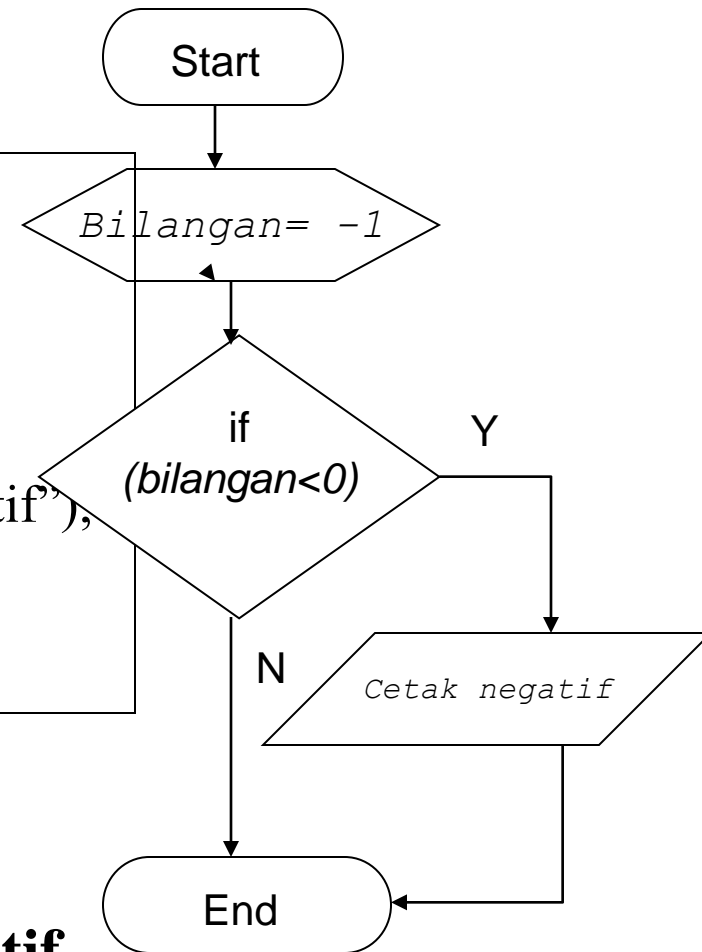 Start
Bilangan= -1
if
(bilangan<0)
Y
tif”);
N
Cetak negatif
End
tif